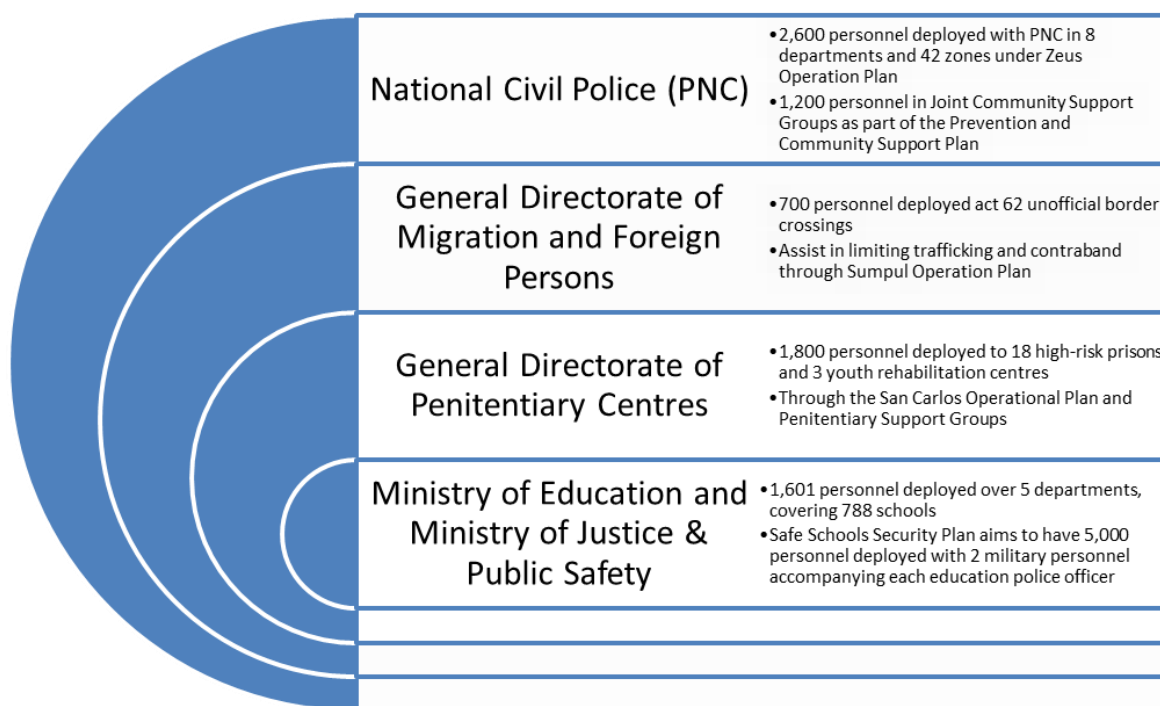 National Civil Police (PNC)
•2,600 personnel deployed with PNC in 8
departments and 42 zones under Zeus
Operation Plan
•1,200 personnel in Joint Community Support
Groups as part of the Prevention and
Community Support Plan
General Directorate of
Migration and Foreign
Persons
•700 personnel deployed act 62 unofficial border
crossings
•Assist in limiting trafficking and contraband
through Sumpul Operation Plan
General Directorate of
Penitentiary Centres
•1,800 personnel deployed to 18 high-risk prisons
and 3 youth rehabilitation centres
•Through the San Carlos Operational Plan and
Penitentiary Support Groups
Ministry of Education and
Ministry of Justice &
Public Safety
•1,601 personnel deployed over 5 departments,
covering 788 schools
•Safe Schools Security Plan aims to have 5,000
personnel deployed with 2 military personnel
accompanying each education police officer